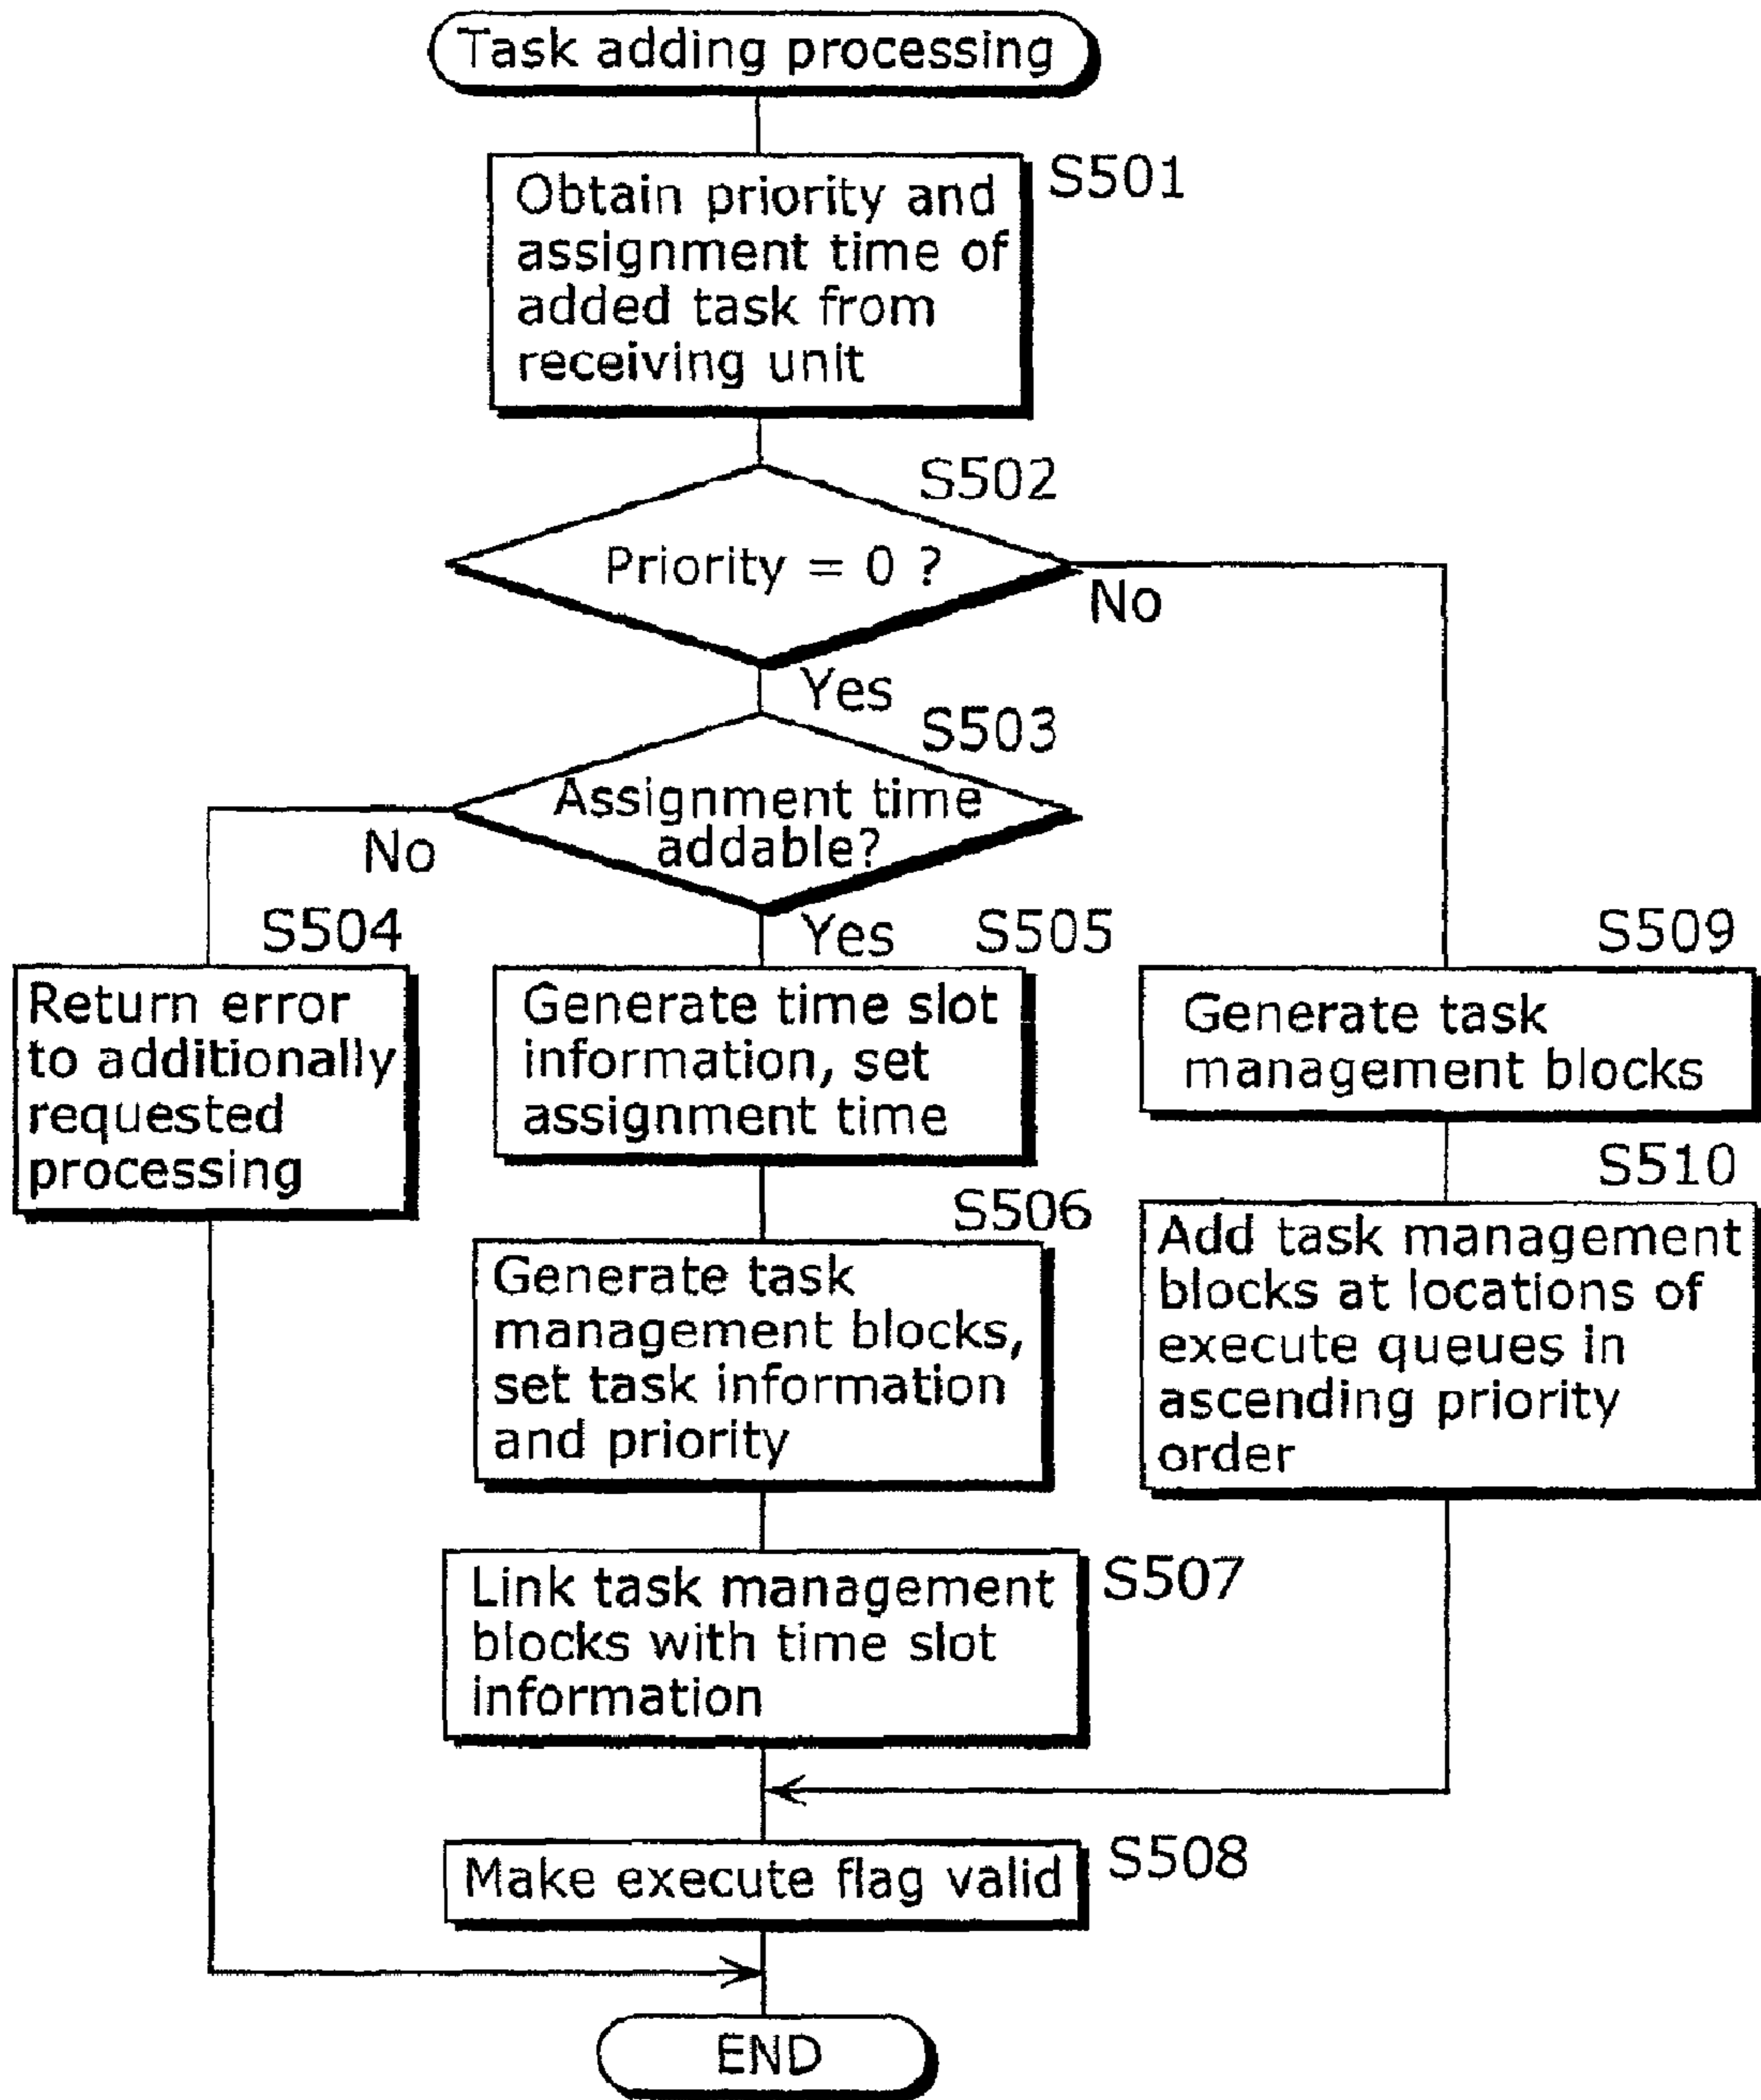 Task adding processing
S501
Obtain priority and
assignment time of
added task from
receiving unit
S502
Priority = 0 ?
No
Yes
S503
Assignment time
addable?
No
Yes
S504
Return error
to additionally
requested
processing
S505
Generate time slot
information, set
assignment time
S509
Generate task
management blocks
S506
Generate task
management blocks,
set task information
and priority
S510
Add task management
blocks at locations of
execute queues in
ascending priority
order
S507
Link task management
blocks with time slot
information
S508
Make execute flag valid
END